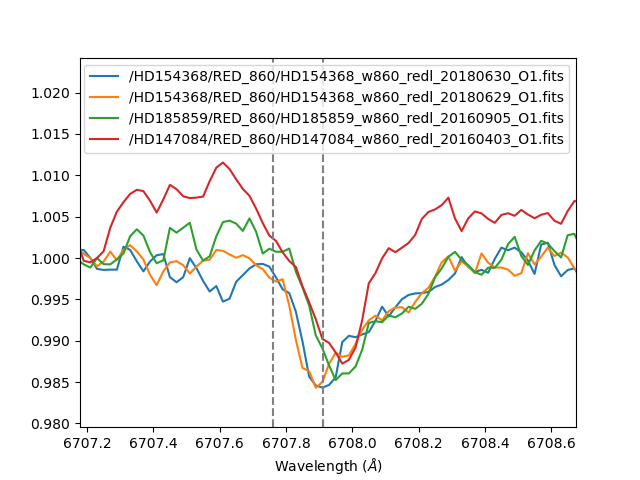 /HD154368/RED_860/HD154368_w860_redl_20180630_O1.fits
/HD154368/RED_860/HD154368_w860_redl_20180629_O1.fits
/HD185859/RED_860/HD185859_w860_redl_20160905_O1.fits
/HD147084/RED_860/HD147084_w860_redl_20160403_O1.fits
1.020
1.015
1.010
1.005
1.000
0.995
0.990
0.985
0.980
6707.2 6707.4 6707.6 6707.8 6708.0 6708.2 6708.4 6708.6
Wavelength (Å)